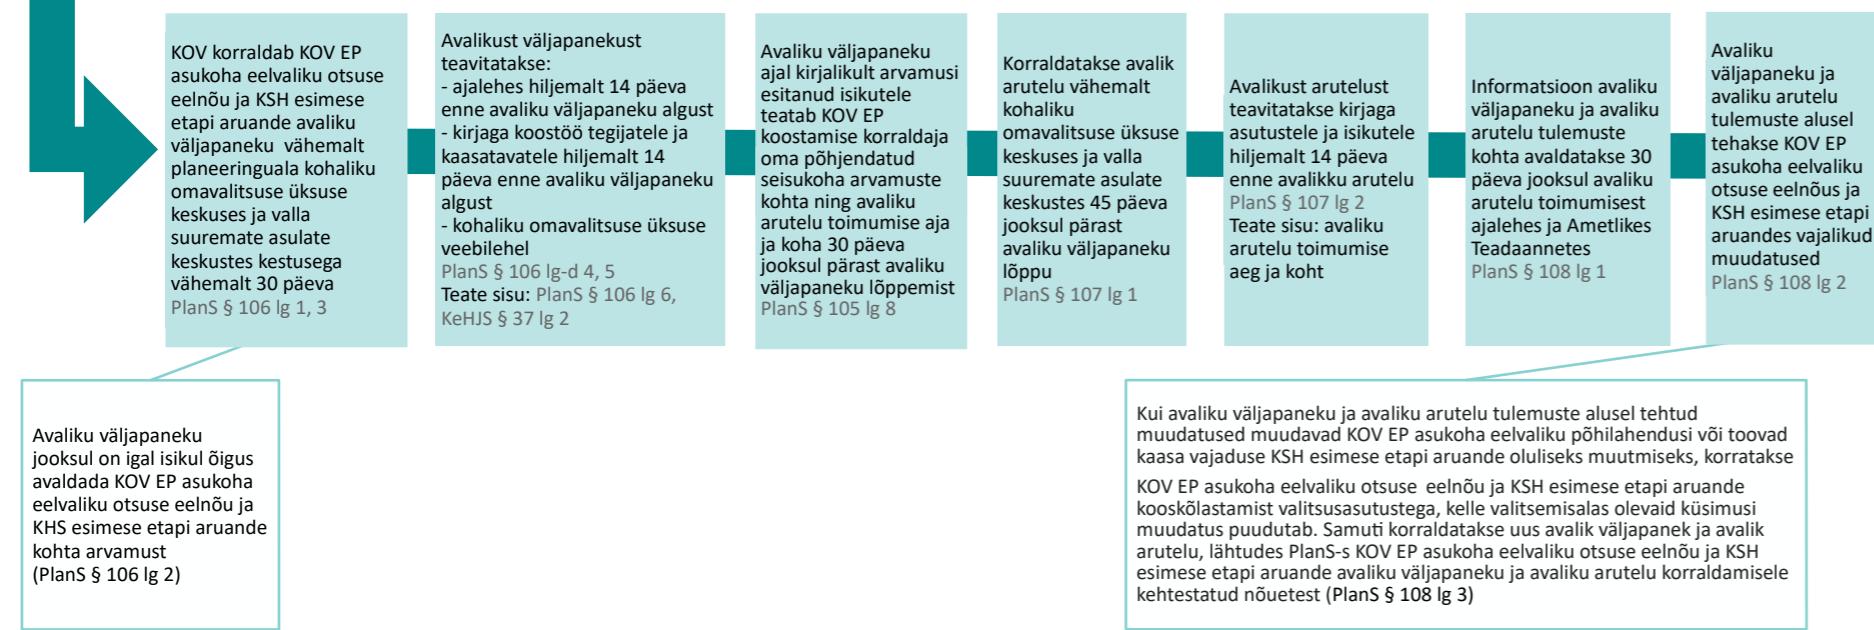 KOV korraldab KOV EP
asukoha eelvaliku otsuse
eelnõu ja KSH esimese
etapi aruande avaliku
väljapaneku vähemalt
planeeringuala kohaliku
omavalitsuse üksuse
keskuses ja valla
suuremate asulate
keskustes kestusega
vähemalt 30 päeva
PlanS § 106 lg 1, 3
Avalikust väljapanekust
teavitatakse:
- ajalehes hiljemalt 14 päeva
enne avaliku väljapaneku algust
- kirjaga koostöö tegijatele ja
kaasatavatele hiljemalt 14
päeva enne avaliku väljapaneku
algust
- kohaliku omavalitsuse üksuse
veebilehel
PlanS § 106 lg-d 4, 5
Teate sisu: PlanS § 106 lg 6,
KeHJS § 37 lg 2
Avaliku väljapaneku
ajal kirjalikult arvamusi
esitanud isikutele
teatab KOV EP
koostamise korraldaja
oma põhjendatud
seisukoha arvamuste
kohta ning avaliku
arutelu toimumise aja
ja koha 30 päeva
jooksul pärast avaliku
väljapaneku lõppemist
PlanS § 105 lg 8
Korraldatakse avalik
arutelu vähemalt
kohaliku
omavalitsuse üksuse
keskuses ja valla
suuremate asulate
keskustes 45 päeva
jooksul pärast
avaliku väljapaneku
lõppu
PlanS § 107 lg 1
Avalikust arutelust
teavitatakse kirjaga
asutustele ja isikutele
hiljemalt 14 päeva
enne avalikku arutelu
PlanS § 107 lg 2
Teate sisu: avaliku
arutelu toimumise
aeg ja koht
Informatsioon avaliku
väljapaneku ja avaliku
arutelu tulemuste
kohta avaldatakse 30
päeva jooksul avaliku
arutelu toimumisest
ajalehes ja Ametlikes
Teadaannetes
PlanS § 108 lg 1
Avaliku
väljapaneku ja
avaliku arutelu
tulemuste alusel
tehakse KOV EP
asukoha eelvaliku
otsuse eelnõus ja
KSH esimese etapi
aruandes vajalikud
muudatused
PlanS § 108 lg 2
Avaliku väljapaneku
jooksul on igal isikul õigus
avaldada KOV EP asukoha
eelvaliku otsuse eelnõu ja
KHS esimese etapi aruande
kohta arvamust
(PlanS § 106 lg 2)
Kui avaliku väljapaneku ja avaliku arutelu tulemuste alusel tehtud
muudatused muudavad KOV EP asukoha eelvaliku põhilahendusi või toovad
kaasa vajaduse KSH esimese etapi aruande oluliseks muutmiseks, korratakse
KOV EP asukoha eelvaliku otsuse eelnõu ja KSH esimese etapi aruande
kooskõlastamist valitsusasutustega, kelle valitsemisalas olevaid küsimusi
muudatus puudutab. Samuti korraldatakse uus avalik väljapanek ja avalik
arutelu, lähtudes PlanS-s KOV EP asukoha eelvaliku otsuse eelnõu ja KSH
esimese etapi aruande avaliku väljapaneku ja avaliku arutelu korraldamisele
kehtestatud nõuetest (PlanS § 108 lg 3)